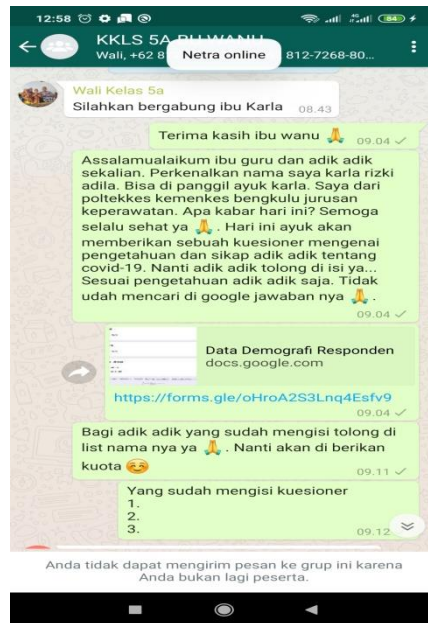 12:58
84
KKLS 5A
Wali, +62 8
Netra online
812-7268-80...
Wali Kelas 5a
Silahkan bergabung ibu Karla 08.43
Terima kasih ibu wanu 🙏 09.04
Assalamualaikum ibu guru dan adik adik
sekalian. Perkenalkan nama saya karla rizki
adila. Bisa di panggil ayuk karla. Saya dari
poltekkes kemenkes bengkulu jurusan
keperawatan. Apa kabar hari ini? Semoga
selalu sehat ya 🙏 . Hari ini ayuk akan
memberikan sebuah kuesioner mengenai
pengetahuan dan sikap adik adik tentang
covid-19. Nanti adik adik tolong di isi ya...
Sesuai pengetahuan adik adik saja. Tidak
udah mencari di google jawaban nya 🙏 .
09.04
Data Demografi Responden
docs.google.com
https://forms.gle/oHroA2S3Lnq4Esfv9
09.04
Bagi adik adik yang sudah mengisi tolong di
list nama nya ya 🙏 . Nanti akan di berikan
kuota ☺️ 09.11
Yang sudah mengisi kuesioner
1.
2.
3. 09.12
Anda tidak dapat mengirim pesan ke grup ini karena
Anda bukan lagi peserta.